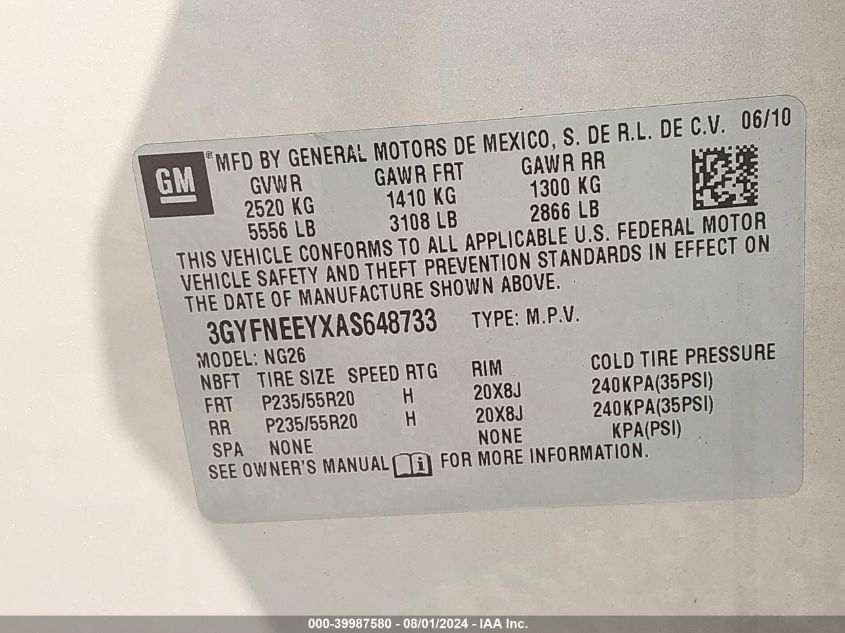 GM ® MFD BY GENERAL MOTORS DE MEXICO, S. DE R.L. DE C.V. 06/10
GVWR GAWR FRT GAWR RR
2520 KG 1410 KG 1300 KG
5556 LB 3108 LB 2866 LB
THIS VEHICLE CONFORMS TO ALL APPLICABLE U.S. FEDERAL MOTOR
VEHICLE SAFETY AND THEFT PREVENTION STANDARDS IN EFFECT ON
THE DATE OF MANUFACTURE SHOWN ABOVE.
3GYFNEEYXAS648733 TYPE: M.P.V.
MODEL: NG26
NBFT TIRE SIZE SPEED RTG RIM COLD TIRE PRESSURE
FRT P235/55R20 H 20X8J 240KPA(35PSI)
RR P235/55R20 H 20X8J 240KPA(35PSI)
SPA NONE NONE KPA(PSI)
SEE OWNER'S MANUAL i FOR MORE INFORMATION.
000-39987580 - 08/01/2024 - IAA Inc.